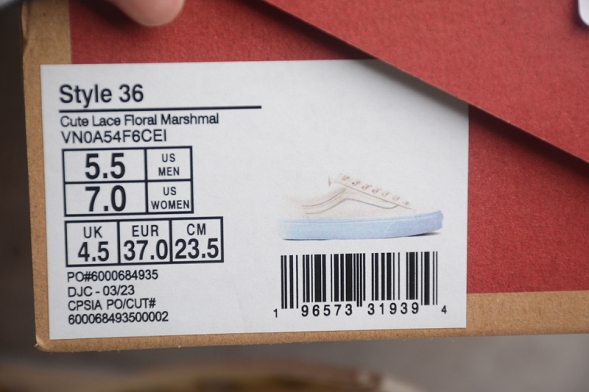 Style 36
Cute Lace Floral Marshmal
VN0A54F6CEI
5.5 US MEN
7.0 US WOMEN
UK EUR CM
4.5 37.0 23.5
PO#6000684935
DJC - 03/23
CPSIA PO/CUT#
600068493500002
1 96573 31939 4